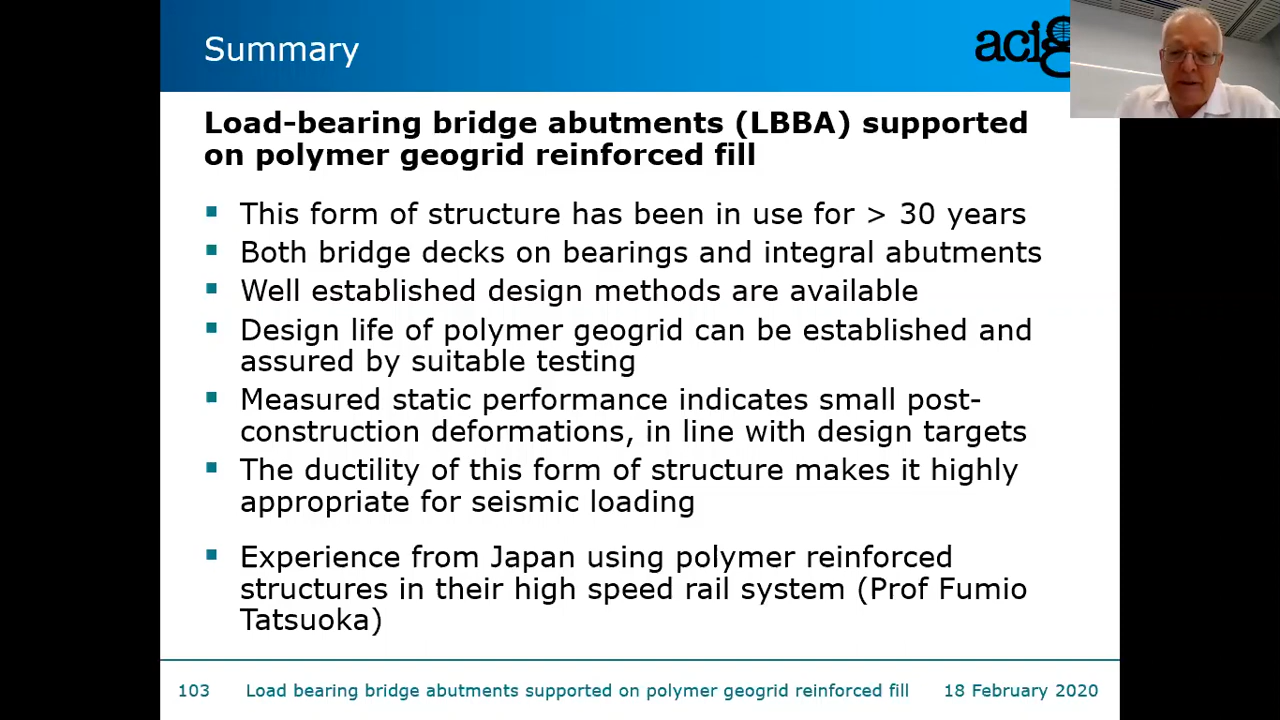 Summary
acig
Load-bearing bridge abutments (LBBA) supported
on polymer geogrid reinforced fill
▪ This form of structure has been in use for > 30 years
▪ Both bridge decks on bearings and integral abutments
▪ Well established design methods are available
▪ Design life of polymer geogrid can be established and
assured by suitable testing
▪ Measured static performance indicates small post-
construction deformations, in line with design targets
▪ The ductility of this form of structure makes it highly
appropriate for seismic loading
▪ Experience from Japan using polymer reinforced
structures in their high speed rail system (Prof Fumio
Tatsuoka)
103 Load bearing bridge abutments supported on polymer geogrid reinforced fill 18 February 2020